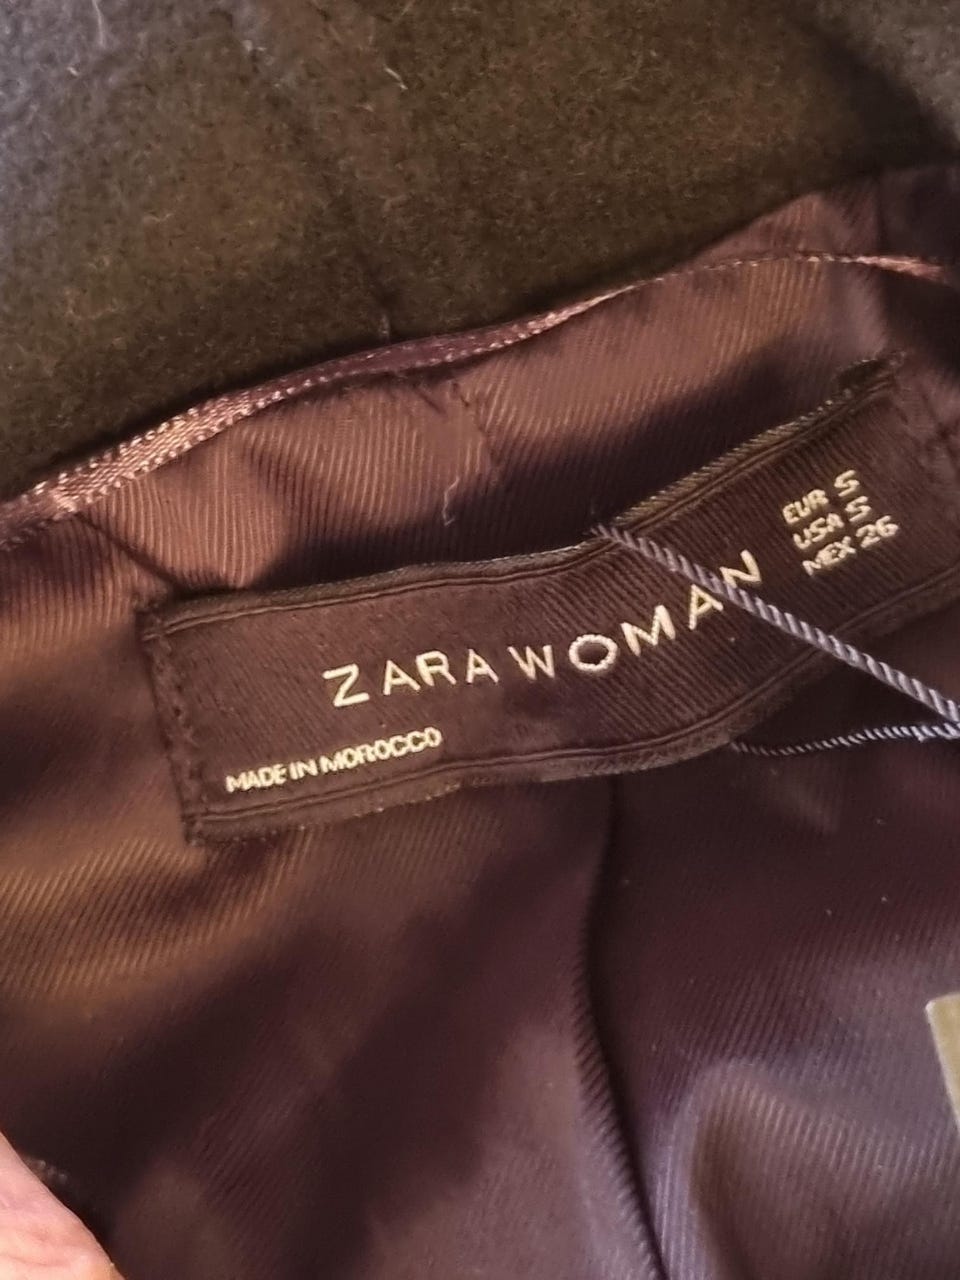 ZARA WOMAN
EUR S
USA S
MEX 26
MADE IN MOROCCO